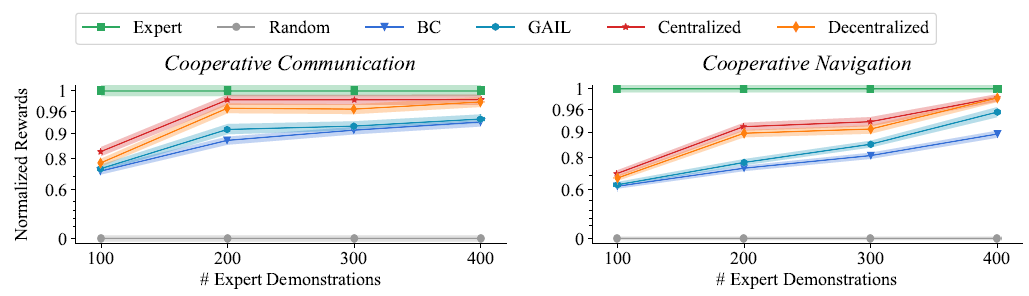 Expert Random BC GAIL Centralized Decentralized
Cooperative Communication
Normalized Rewards
1
0.96
0.9
0.8
0.6
0
100 200 300 400
# Expert Demonstrations
Cooperative Navigation
1
0.96
0.9
0.8
0.6
0
100 200 300 400
# Expert Demonstrations